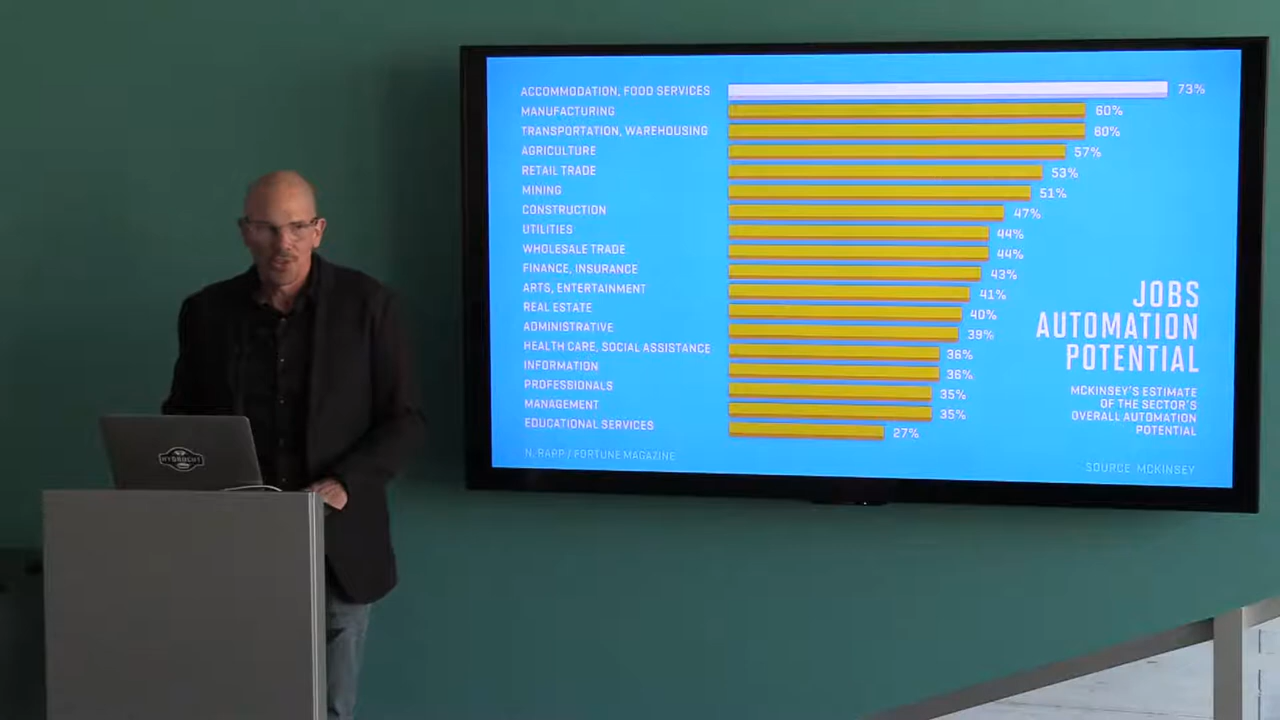 ACCOMMODATION, FOOD SERVICES 73%
MANUFACTURING 60%
TRANSPORTATION, WAREHOUSING 60%
AGRICULTURE 57%
RETAIL TRADE 53%
MINING 51%
CONSTRUCTION 47%
UTILITIES 44%
WHOLESALE TRADE 44%
FINANCE, INSURANCE 43%
ARTS, ENTERTAINMENT 41%
REAL ESTATE 40%
ADMINISTRATIVE 39%
HEALTH CARE, SOCIAL ASSISTANCE 36%
INFORMATION 36%
PROFESSIONALS 35%
MANAGEMENT 35%
EDUCATIONAL SERVICES 27%
JOBS
AUTOMATION
POTENTIAL
MCKINSEY'S ESTIMATE
OF THE SECTOR'S
OVERALL AUTOMATION
POTENTIAL
N. RAPP / FORTUNE MAGAZINE
SOURCE: MCKINSEY